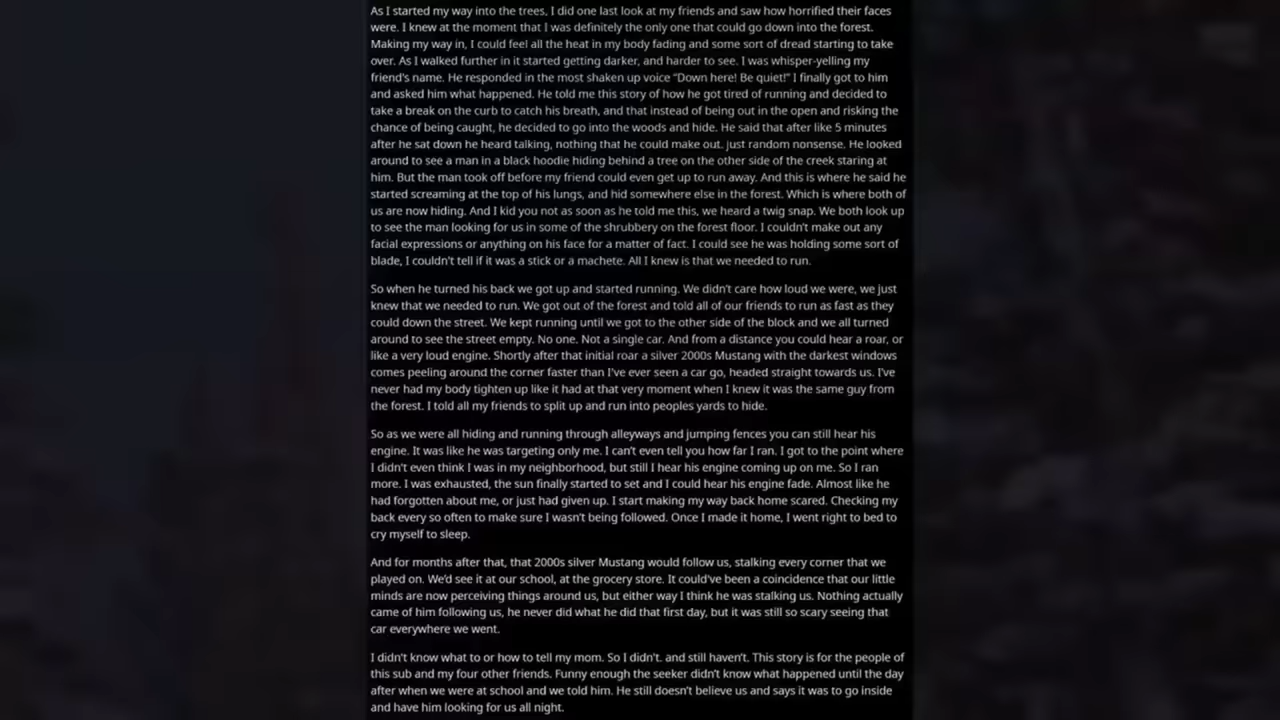 As I started my way into the trees, I did one last look at my friends and saw how horrified their faces
were. I knew at the moment that I was definitely the only one that could go down into the forest.
Making my way in, I could feel all the heat in my body fading and some sort of dread starting to take
over. As I walked further in it started getting darker, and harder to see. I was whisper-yelling my
friend's name. He responded in the most shaken up voice “Down here! Be quiet!” I finally got to him
and asked him what happened. He told me this story of how he got tired of running and decided to
take a break on the curb to catch his breath, and that instead of being out in the open and risking the
chance of being caught, he decided to go into the woods and hide. He said that after like 5 minutes
after he sat down he heard talking, nothing that he could make out. just random nonsense. He looked
around to see a man in a black hoodie hiding behind a tree on the other side of the creek staring at
him. But the man took off before my friend could even get up to run away. And this is where he said he
started screaming at the top of his lungs, and hid somewhere else in the forest. Which is where both of
us are now hiding. And I kid you not as soon as he told me this, we heard a twig snap. We both look up
to see the man looking for us in some of the shrubbery on the forest floor. I couldn’t make out any
facial expressions or anything on his face for a matter of fact. I could see he was holding some sort of
blade, I couldn’t tell if it was a stick or a machete. All I knew is that we needed to run.
So when he turned his back we got up and started running. We didn’t care how loud we were, we just
knew that we needed to run. We got out of the forest and told all of our friends to run as fast as they
could down the street. We kept running until we got to the other side of the block and we all turned
around to see the street empty. No one. Not a single car. And from a distance you could hear a roar, or
like a very loud engine. Shortly after that initial roar a silver 2000s Mustang with the darkest windows
comes peeling around the corner faster than I’ve ever seen a car go, headed straight towards us. I’ve
never had my body tighten up like it had at that very moment when I knew it was the same guy from
the forest. I told all my friends to split up and run into peoples yards to hide.
So as we were all hiding and running through alleyways and jumping fences you can still hear his
engine. It was like he was targeting only me. I can’t even tell you how far I ran. I got to the point where
I didn’t even think I was in my neighborhood, but still I hear his engine coming up on me. So I ran
more. I was exhausted, the sun finally started to set and I could hear his engine fade. Almost like he
had forgotten about me, or just had given up. I start making my way back home scared. Checking my
back every so often to make sure I wasn’t being followed. Once I made it home, I went right to bed to
cry myself to sleep.
And for months after that, that 2000s silver Mustang would follow us, stalking every corner that we
played on. We’d see it at our school, at the grocery store. It could’ve been a coincidence that our little
minds are now perceiving things around us, but either way I think he was stalking us. Nothing actually
came of him following us, he never did what he did that first day, but it was still so scary seeing that
car everywhere we went.
I didn’t know what to or how to tell my mom. So I didn’t. and still haven’t. This story is for the people of
this sub and my four other friends. Funny enough the seeker didn’t know what happened until the day
after when we were at school and we told him. He still doesn’t believe us and says it was to go inside
and have him looking for us all night.